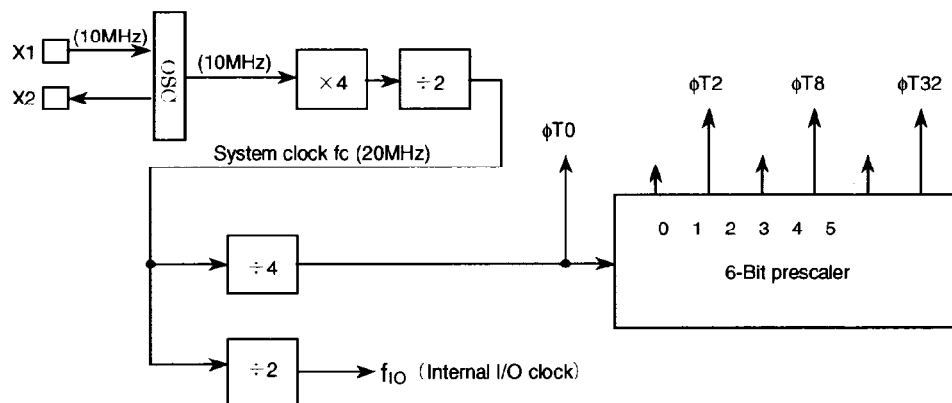 X1
(10MHz)
X2
OSC
(10MHz)
×4
÷2
System clock fc (20MHz)
φT0
φT2
φT8
φT32
0 1 2 3 4 5
6-Bit prescaler
÷4
÷2
fIO (Internal I/O clock)